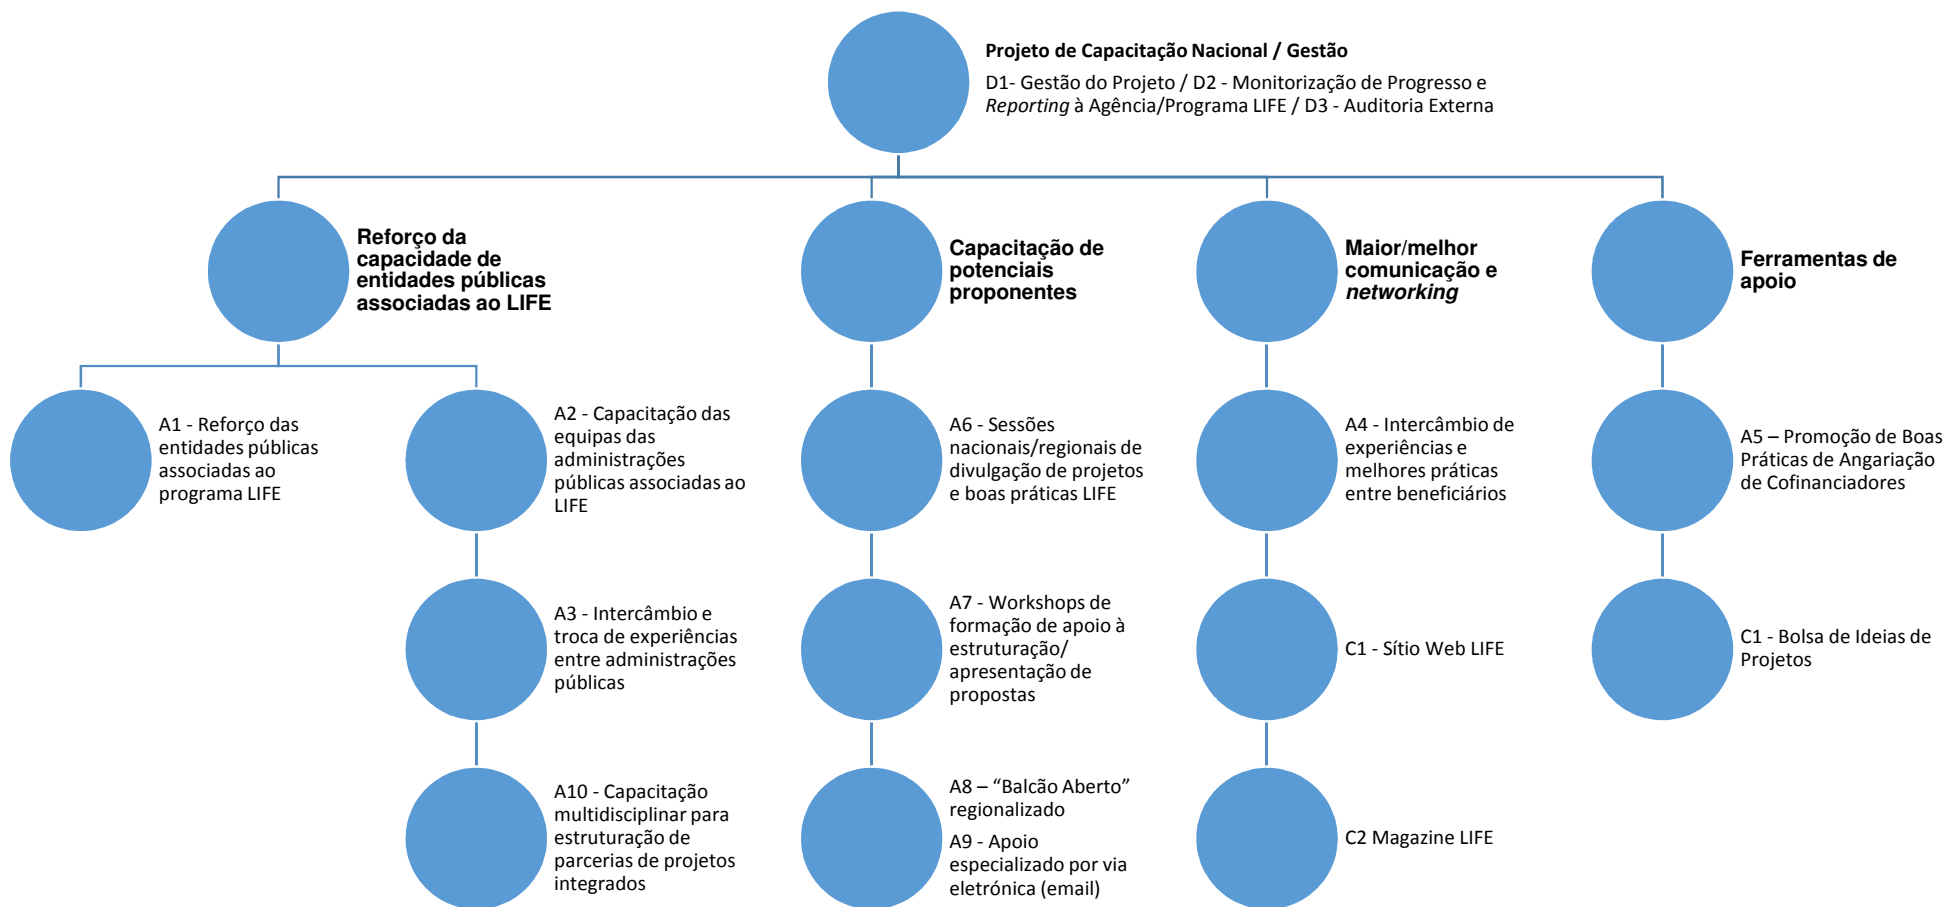 Projeto de Capacitação Nacional / Gestão
D1- Gestão do Projeto / D2 - Monitorização de Progresso e
Reporting à Agência/Programa LIFE / D3 - Auditoria Externa
Reforço da
capacidade de
entidades públicas
associadas ao LIFE
A1 - Reforço das
entidades públicas
associadas ao
programa LIFE
A2 - Capacitação das
equipas das
administrações
públicas associadas ao
LIFE
A3 - Intercâmbio e
troca de experiências
entre administrações
públicas
A10 - Capacitação
multidisciplinar para
estruturação de
parcerias de projetos
integrados
Capacitação de
potenciais
proponentes
A6 - Sessões
nacionais/regionais de
divulgação de projetos
e boas práticas LIFE
A7 - Workshops de
formação de apoio à
estruturação/
apresentação de
propostas
A8 – “Balcão Aberto”
regionalizado
A9 - Apoio
especializado por via
eletrónica (email)
Maior/melhor
comunicação e
networking
A4 - Intercâmbio de
experiências e
melhores práticas
entre beneficiários
C1 - Sítio Web LIFE
C2 Magazine LIFE
Ferramentas de
apoio
A5 – Promoção de Boas
Práticas de Angariação
de Cofinanciadores
C1 - Bolsa de Ideias de
Projetos